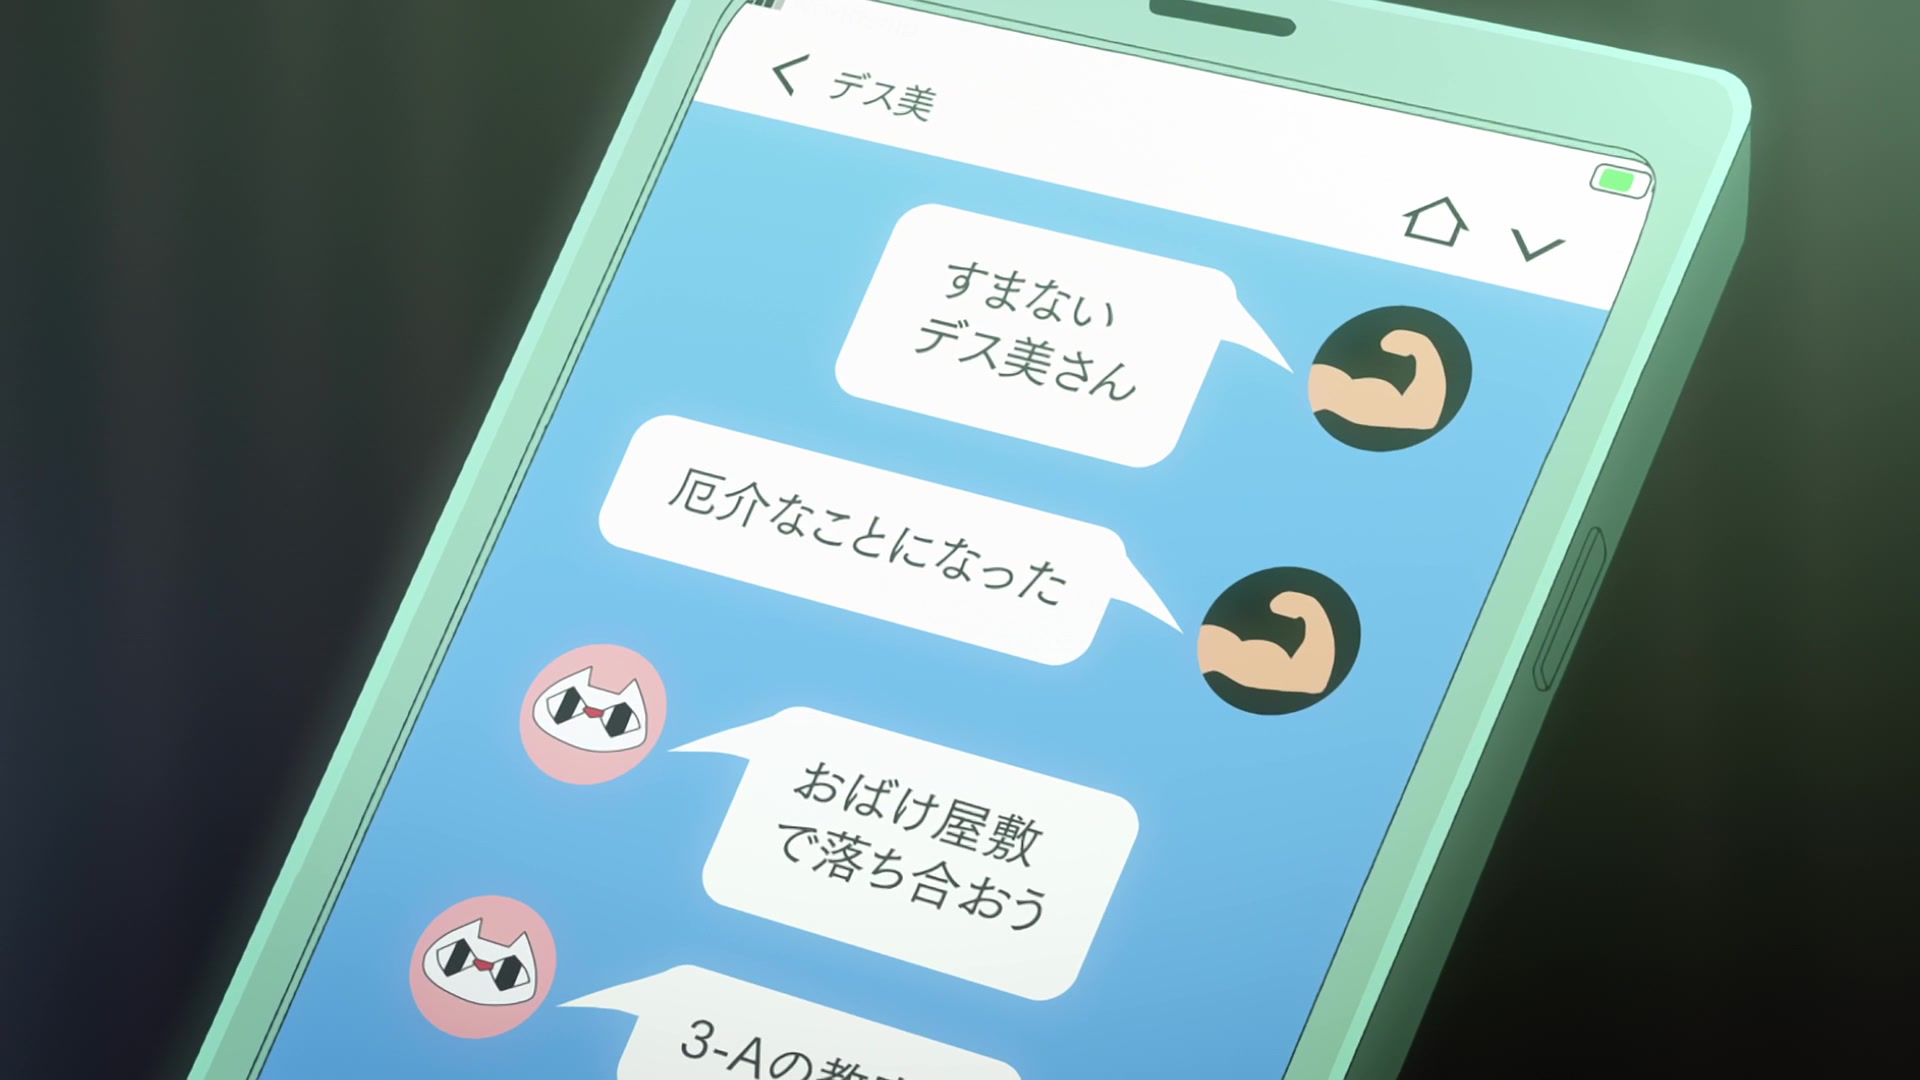 デス美
すまない
デス美さん
厄介なことになった
おばけ屋敷
で落ち合おう
3-Aの教